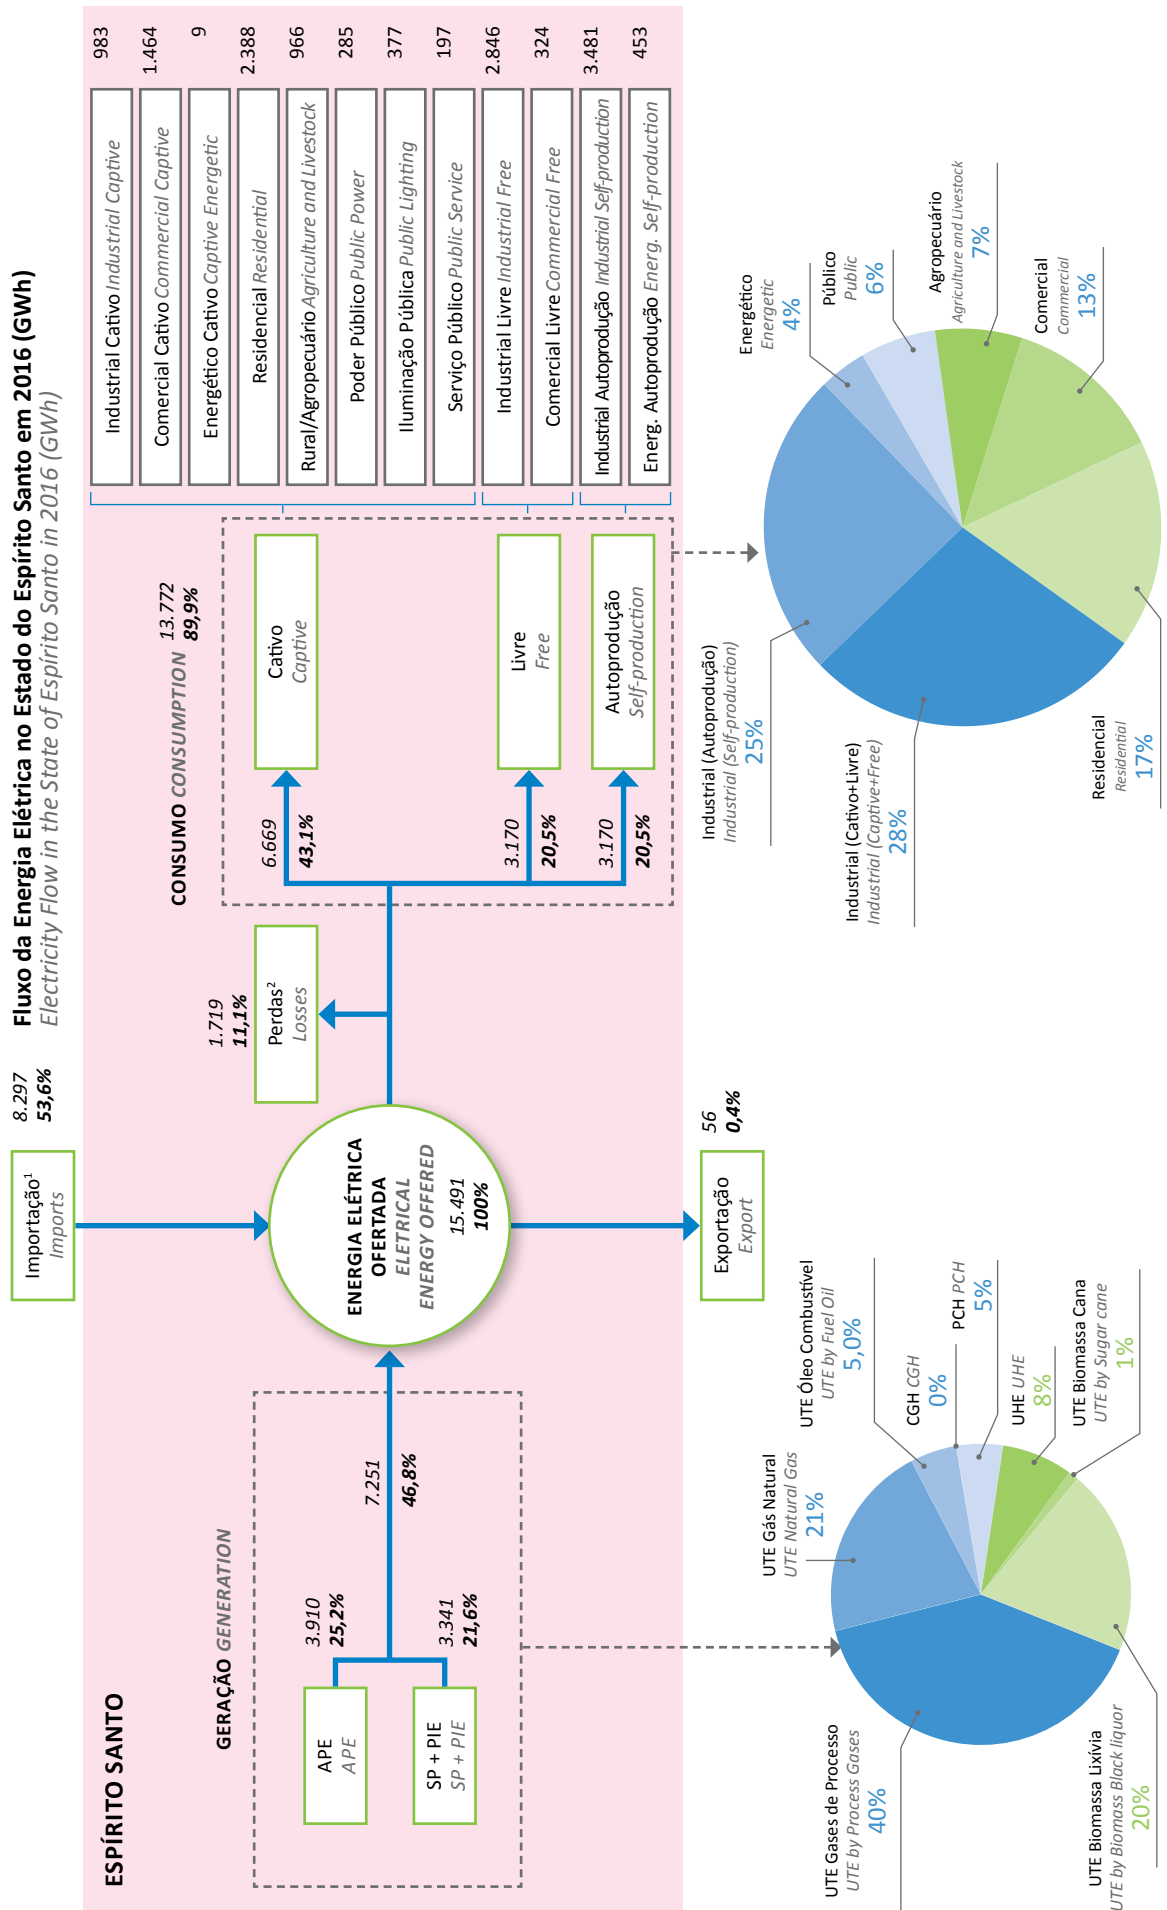 Fluxo da Energia Elétrica no Estado do Espírito Santo em 2016 (GWh)
Electricity Flow in the State of Espírito Santo in 2016 (GWh)
ESPÍRITO SANTO
Importação¹
Imports
8.297
53,6%
GERAÇÃO GENERATION
APE
APE
3.910
25,2%
SP + PIE
SP + PIE
3.341
21,6%
7.251
46,8%
ENERGIA ELÉTRICA
OFERTADA
ELETRICAL
ENERGY OFFERED
15.491
100%
Exportação
Export
56
0,4%
Perdas²
Losses
1.719
11,1%
CONSUMO CONSUMPTION
13.772
89,9%
6.669
43,1%
Cativo
Captive
3.170
20,5%
Livre
Free
3.170
20,5%
Autoprodução
Self-production
Industrial Cativo Industrial Captive 983
Comercial Cativo Commercial Captive 1.464
Energético Cativo Captive Energetic 9
Residencial Residential 2.388
Rural/Agropecuário Agriculture and Livestock 966
Poder Público Public Power 285
Iluminação Pública Public Lighting 377
Serviço Público Public Service 197
Industrial Livre Industrial Free 2.846
Comercial Livre Commercial Free 324
Industrial Autoprodução Industrial Self-production 3.481
Energ. Autoprodução Energ. Self-production 453
UTE Gases de Processo
UTE by Process Gases
40%
UTE Gás Natural
UTE Natural Gas
21%
UTE Óleo Combustível
UTE by Fuel Oil
5,0%
CGH CGH
0%
PCH PCH
5%
UHE UHE
8%
UTE Biomassa Cana
UTE by Sugar cane
1%
UTE Biomassa Lixívia
UTE by Biomass Black liquor
20%
Industrial (Autoprodução)
Industrial (Self-production)
25%
Industrial (Cativo+Livre)
Industrial (Captive+Free)
28%
Energético
Energetic
4%
Público
Public
6%
Agropecuário
Agriculture and Livestock
7%
Comercial
Commercial
13%
Residencial
Residential
17%